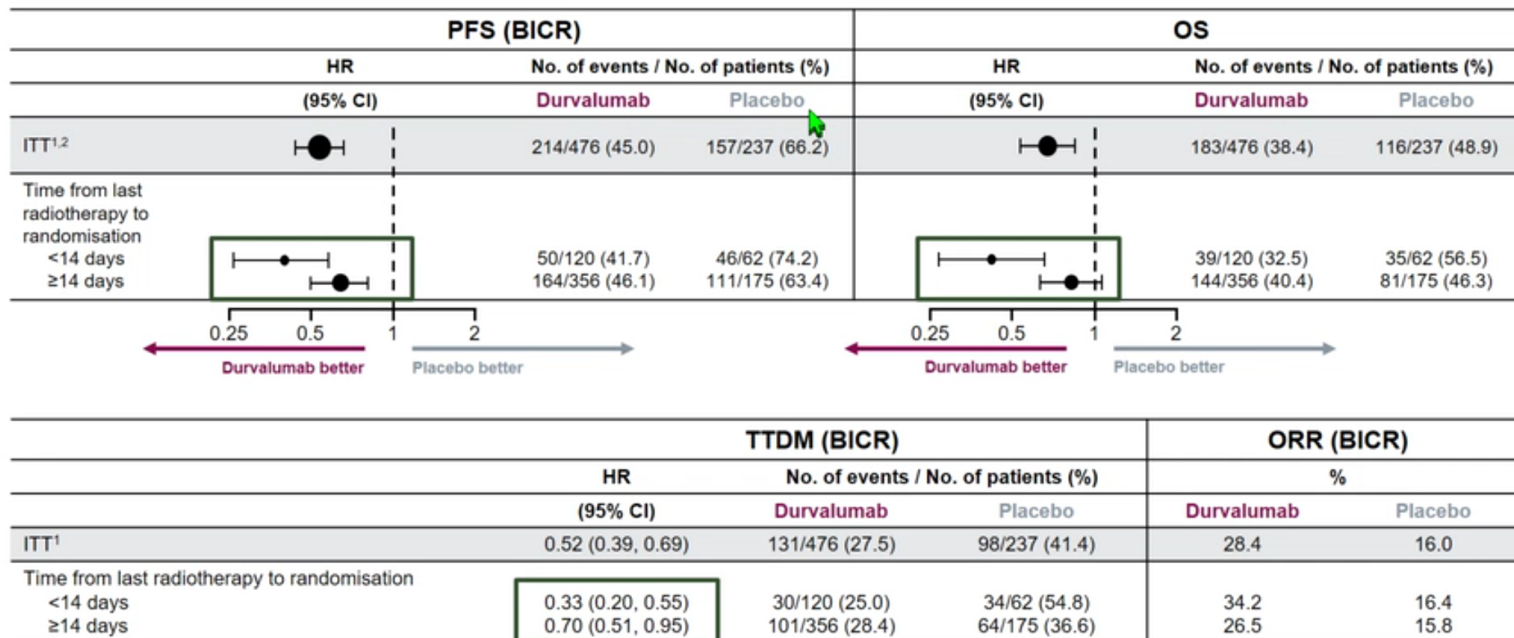 PFS (BICR) OS
HR No. of events / No. of patients (%) HR No. of events / No. of patients (%)
(95% CI) Durvalumab Placebo (95% CI) Durvalumab Placebo
ITT1,2 214/476 (45.0) 157/237 (66.2) 183/476 (38.4) 116/237 (48.9)
Time from last
radiotherapy to
randomisation
<14 days 50/120 (41.7) 46/62 (74.2) 39/120 (32.5) 35/62 (56.5)
≥14 days 164/356 (46.1) 111/175 (63.4) 144/356 (40.4) 81/175 (46.3)
0.25 0.5 1 2 0.25 0.5 1 2
Durvalumab better Placebo better Durvalumab better Placebo better
TTDM (BICR) ORR (BICR)
HR No. of events / No. of patients (%) %
(95% CI) Durvalumab Placebo Durvalumab Placebo
ITT1 0.52 (0.39, 0.69) 131/476 (27.5) 98/237 (41.4) 28.4 16.0
Time from last radiotherapy to randomisation
<14 days 0.33 (0.20, 0.55) 30/120 (25.0) 34/62 (54.8) 34.2 16.4
≥14 days 0.70 (0.51, 0.95) 101/356 (28.4) 64/175 (36.6) 26.5 15.8